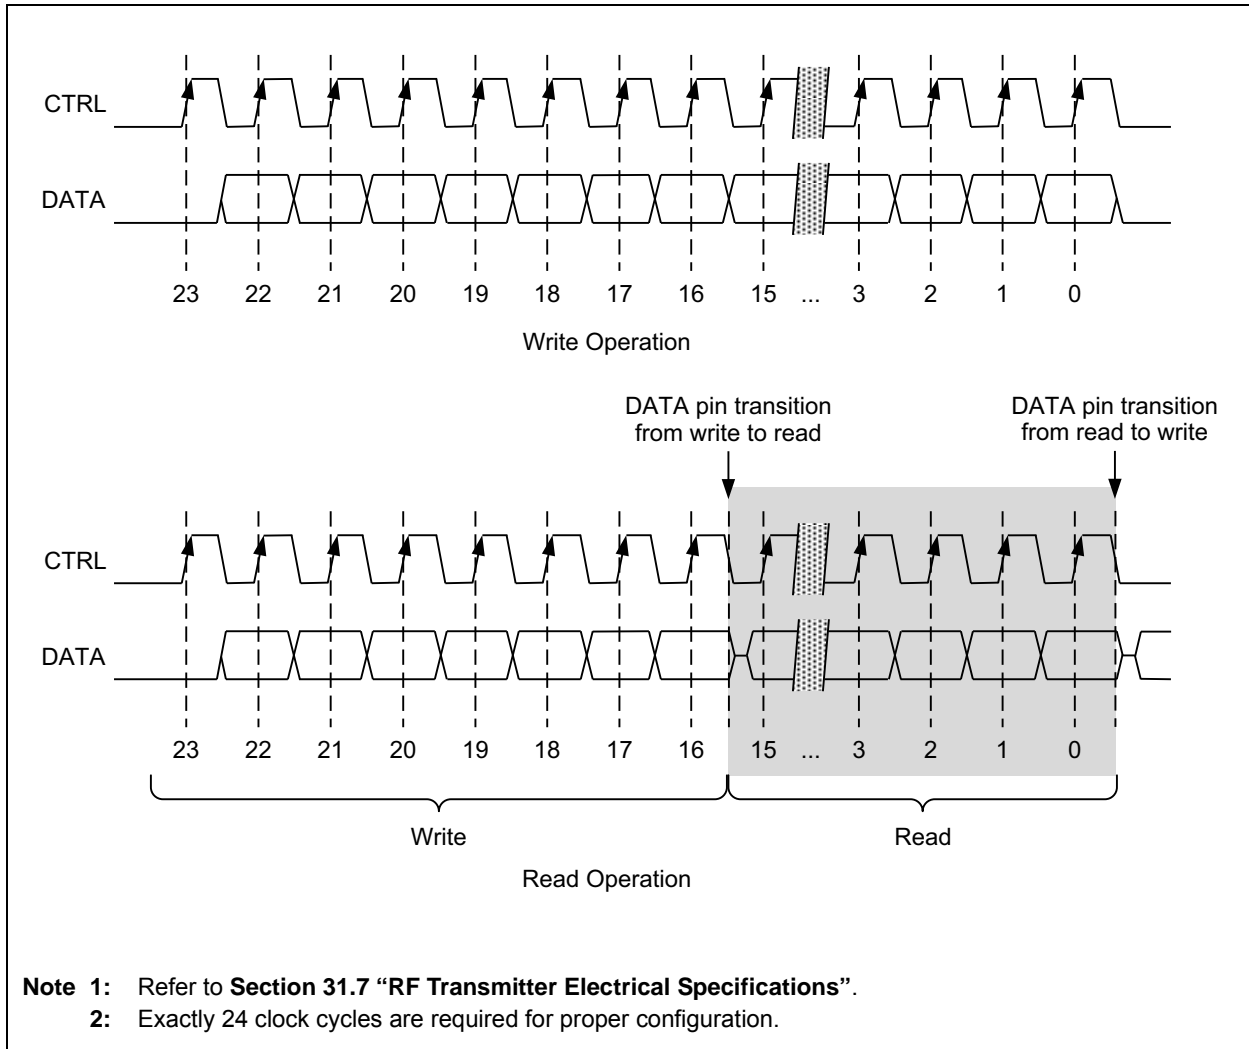 CTRL
DATA
23 22 21 20 19 18 17 16 15 ... 3 2 1 0
Write Operation
DATA pin transition
from write to read
DATA pin transition
from read to write
CTRL
DATA
23 22 21 20 19 18 17 16 15 ... 3 2 1 0
Write
Read
Read Operation
Note 1: Refer to Section 31.7 “RF Transmitter Electrical Specifications”.
2: Exactly 24 clock cycles are required for proper configuration.